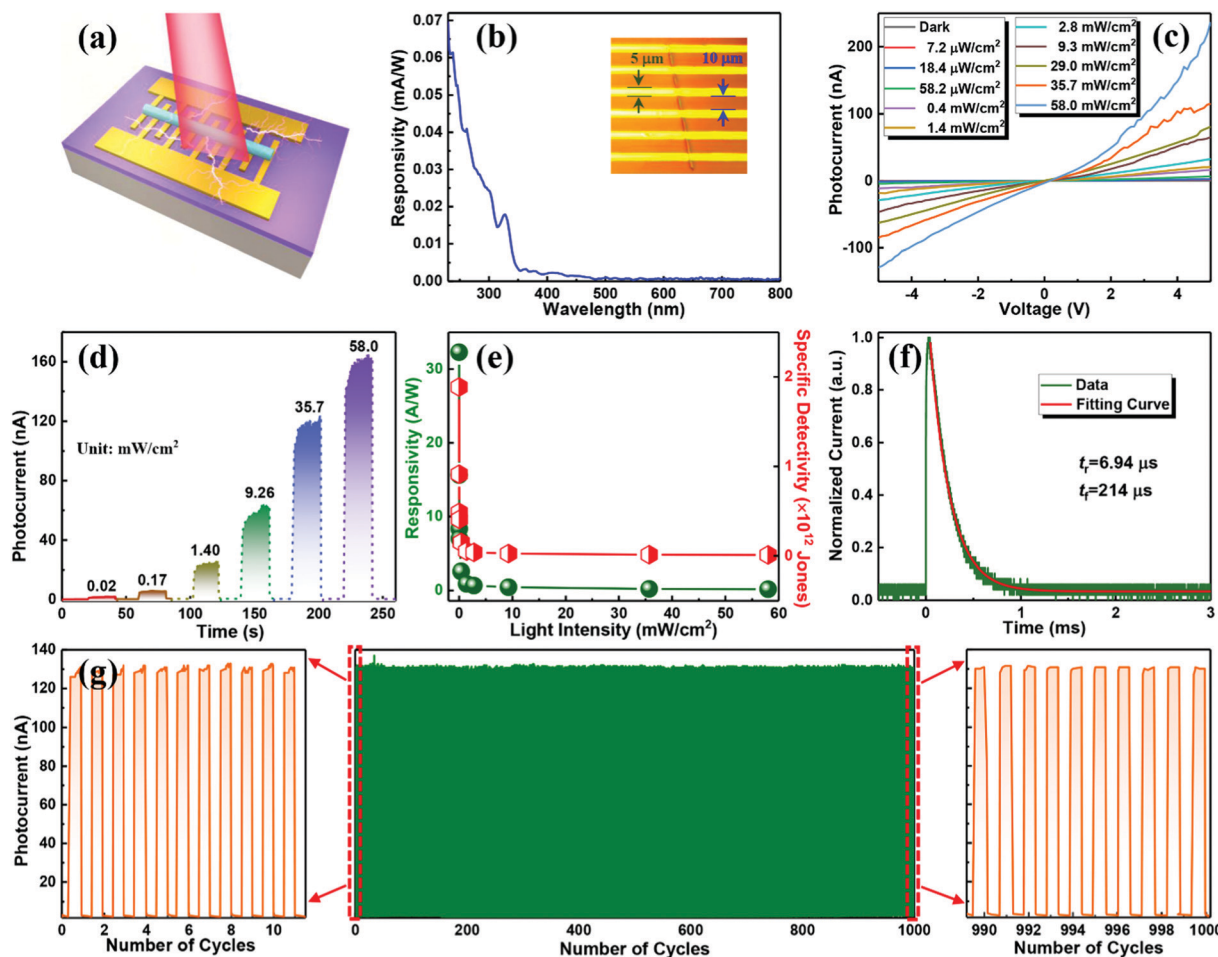 (a)
(b)
0.07
0.06
0.05
0.04
0.03
0.02
0.01
0.00
Responsivity (mA/W)
300 400 500 600 700 800
Wavelength (nm)
5 μm
10 μm
(c)
Dark
7.2 μW/cm²
18.4 μW/cm²
58.2 μW/cm²
0.4 mW/cm²
1.4 mW/cm²
2.8 mW/cm²
9.3 mW/cm²
29.0 mW/cm²
35.7 mW/cm²
58.0 mW/cm²
200
100
0
-100
Photocurrent (nA)
-4 -2 0 2 4
Voltage (V)
(d)
160
120
80
40
0
Photocurrent (nA)
Unit: mW/cm²
0.02
0.17
1.40
9.26
35.7
58.0
0 50 100 150 200 250
Time (s)
(e)
30
20
10
0
Responsivity (A/W)
2
1
0
Specific Detectivity (×10¹² Jones)
0 20 40 60
Light Intensity (mW/cm²)
(f)
1.0
0.8
0.6
0.4
0.2
0.0
Normalized Current (a.u.)
Data
Fitting Curve
tr=6.94 μs
tf=214 μs
0 1 2 3
Time (ms)
(g)
140
120
100
80
60
40
20
Photocurrent (nA)
0 2 4 6 8 10
Number of Cycles
0 200 400 600 800 1000
Number of Cycles
990 992 994 996 998 1000
Number of Cycles